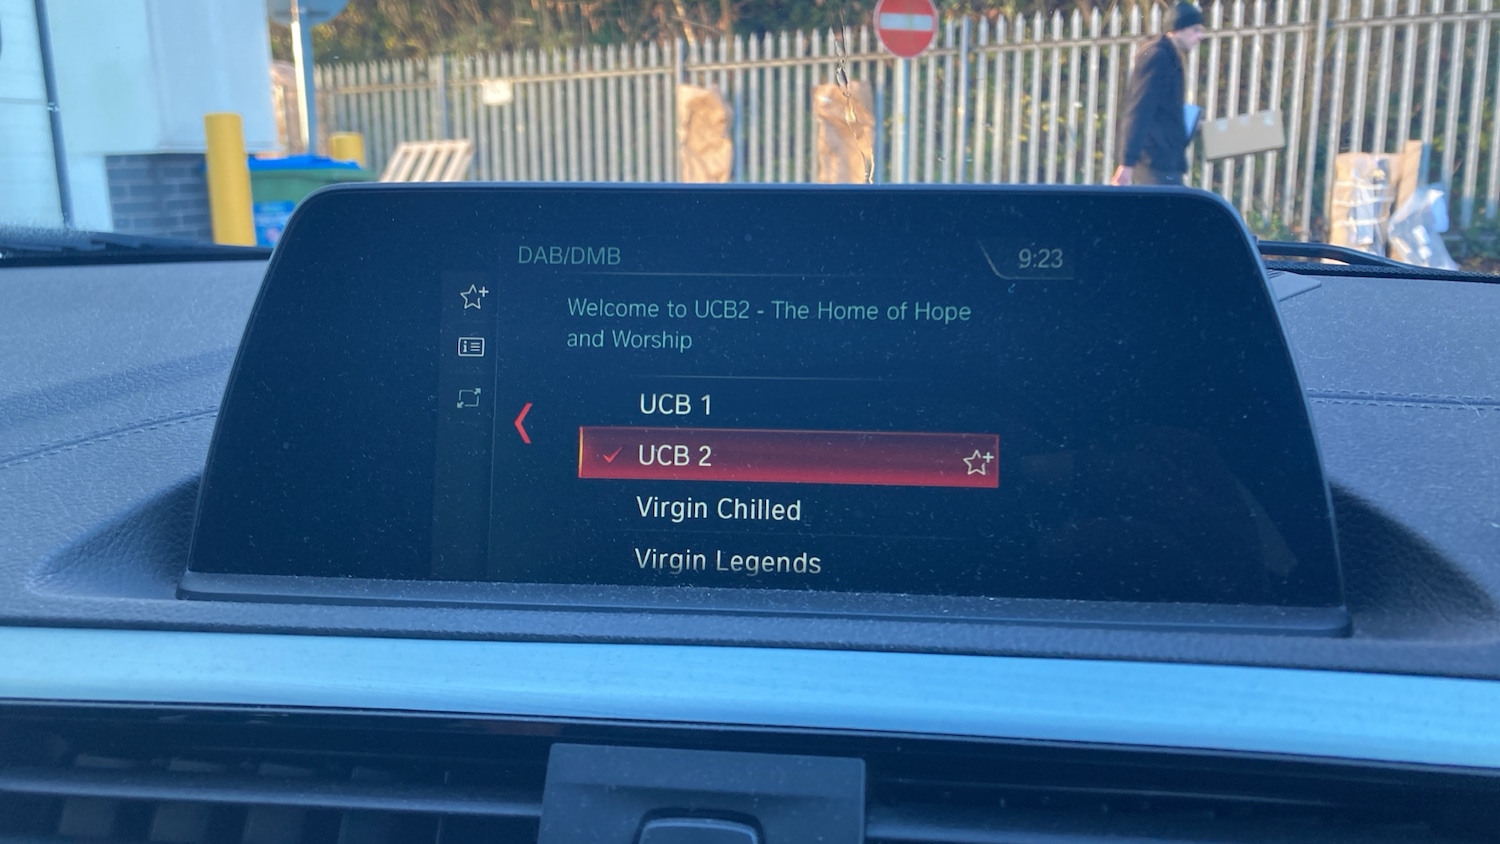 DAB/DMB
9:23
Welcome to UCB2 - The Home of Hope
and Worship
UCB 1
UCB 2
Virgin Chilled
Virgin Legends